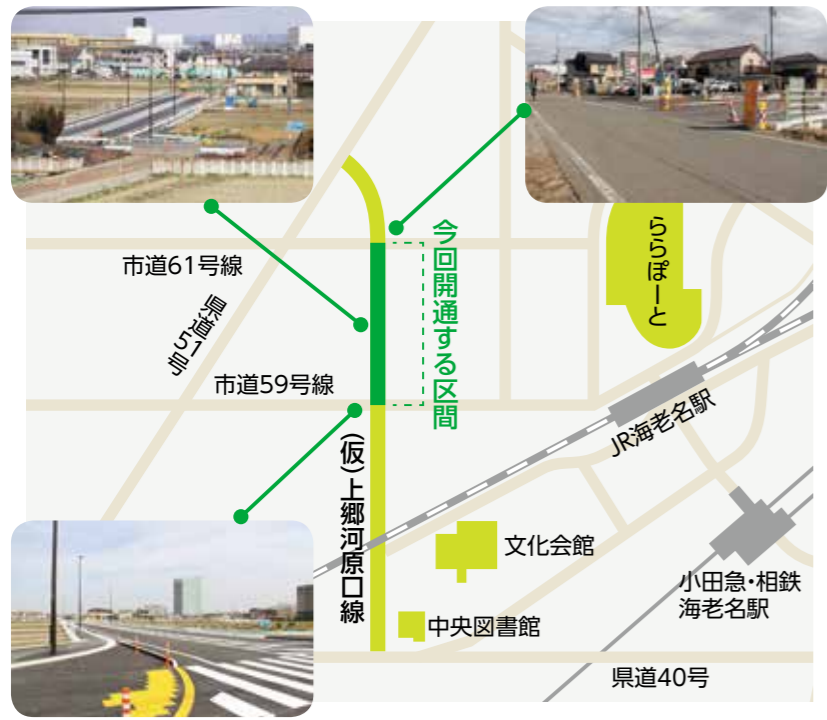 市道61号線
県道51号
市道59号線
今回開通する区間
ららぽーと
JR海老名駅
(仮)上郷河原口線
文化会館
中央図書館
小田急・相鉄
海老名駅
県道40号